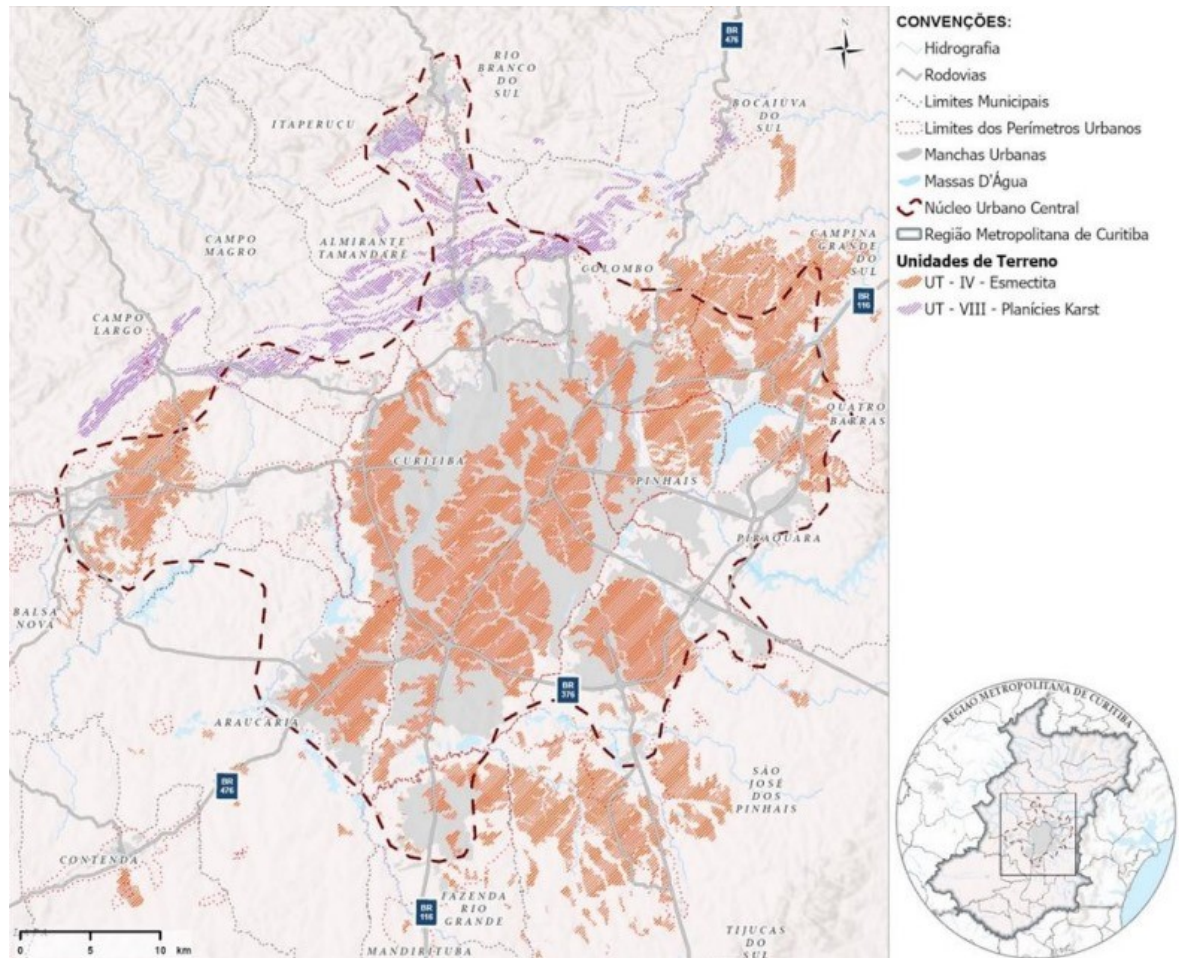 BR
476
N
RIO
BRANCO
DO
SUL
BOCAIÚVA
DO
SUL
ITAPERUÇU
CAMPO
MAGRO
ALMIRANTE
TAMANDARÉ
CAMPINA
GRANDE
DO
SUL
COLOMBO
BR
116
CAMPO
LARGO
QUATRO
BARRAS
CURITIBA
PINHAIS
PIRAQUARA
BALSA
NOVA
BR
376
ARAUCÁRIA
BR
476
SÃO
JOSÉ
DOS
PINHAIS
CONTENDA
FAZENDA
RIO
GRANDE
BR
116
LAPA
MANDIRITUBA
TIJUCAS
DO
SUL
0 5 10 km
CONVENÇÕES:
Hidrografia
Rodovias
Limites Municipais
Limites dos Perímetros Urbanos
Manchas Urbanas
Massas D'Água
Núcleo Urbano Central
Região Metropolitana de Curitiba
Unidades de Terreno
UT - IV - Esmectita
UT - VIII - Planícies Karst
REGIÃO METROPOLITANA DE CURITIBA